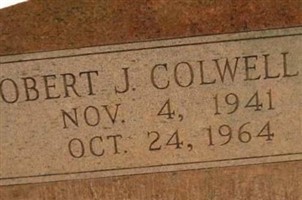 OBERT J. COLWELL
NOV. 4, 1941
OCT. 24, 1964